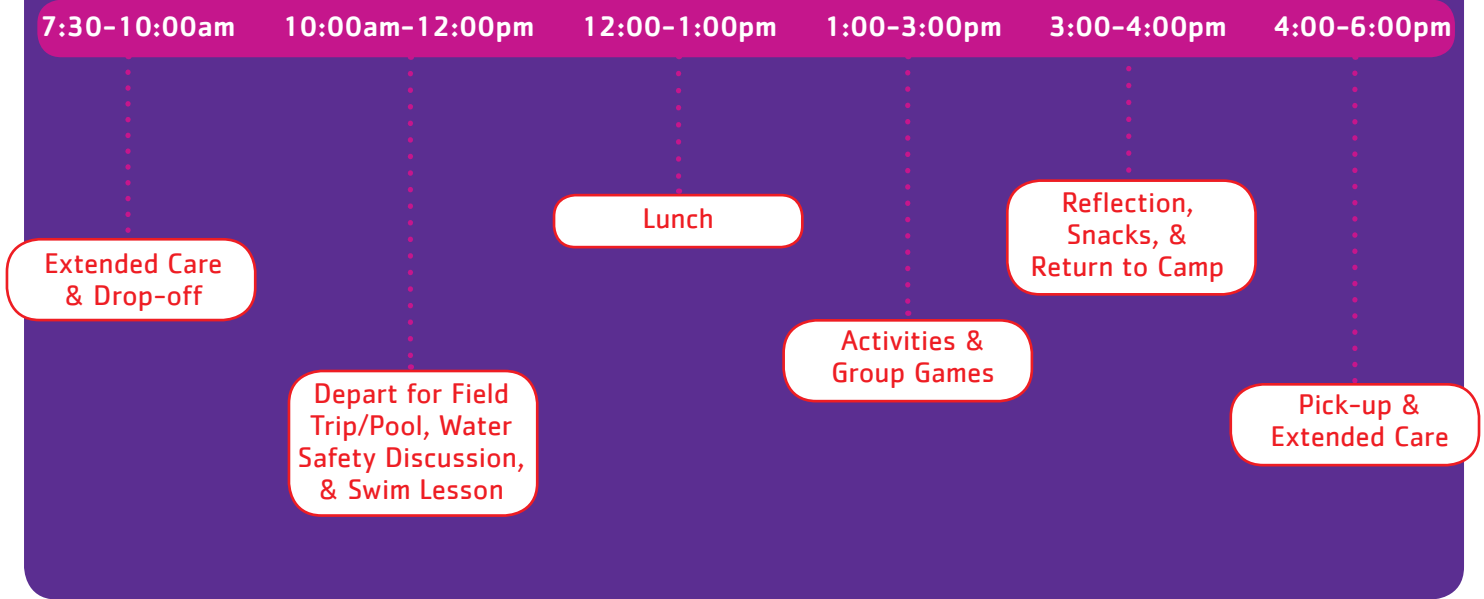 7:30-10:00am 10:00am-12:00pm 12:00-1:00pm 1:00-3:00pm 3:00-4:00pm 4:00-6:00pm
Extended Care
& Drop-off
Depart for Field
Trip/Pool, Water
Safety Discussion,
& Swim Lesson
Lunch
Activities &
Group Games
Reflection,
Snacks, &
Return to Camp
Pick-up &
Extended Care